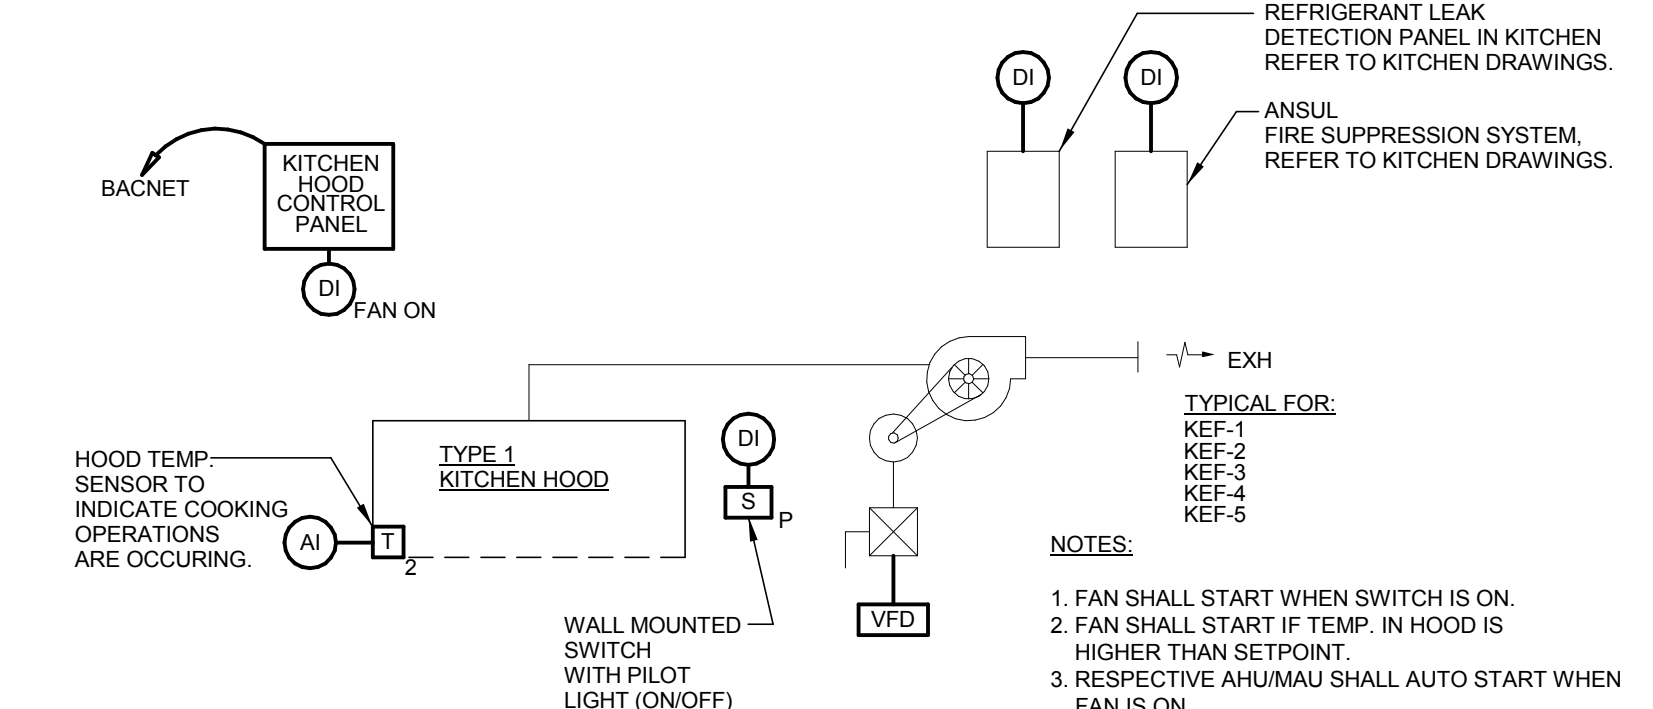 REFRIGERANT LEAK
DETECTION PANEL IN KITCHEN
REFER TO KITCHEN DRAWINGS.
DI
DI
ANSUL
FIRE SUPPRESSION SYSTEM,
REFER TO KITCHEN DRAWINGS.
KITCHEN
HOOD
CONTROL
PANEL
BACNET
DI
FAN ON
EXH
TYPICAL FOR:
KEF-1
KEF-2
KEF-3
KEF-4
KEF-5
TYPE 1
KITCHEN HOOD
HOOD TEMP.
SENSOR TO
INDICATE COOKING
OPERATIONS
ARE OCCURING.
AI
T
2
DI
S
P
VFD
WALL MOUNTED
SWITCH
WITH PILOT
LIGHT (ON/OFF)
NOTES:
1. FAN SHALL START WHEN SWITCH IS ON.
2. FAN SHALL START IF TEMP. IN HOOD IS
HIGHER THAN SETPOINT.
3. RESPECTIVE AHU/MAU SHALL AUTO START WHEN
FAN IS ON